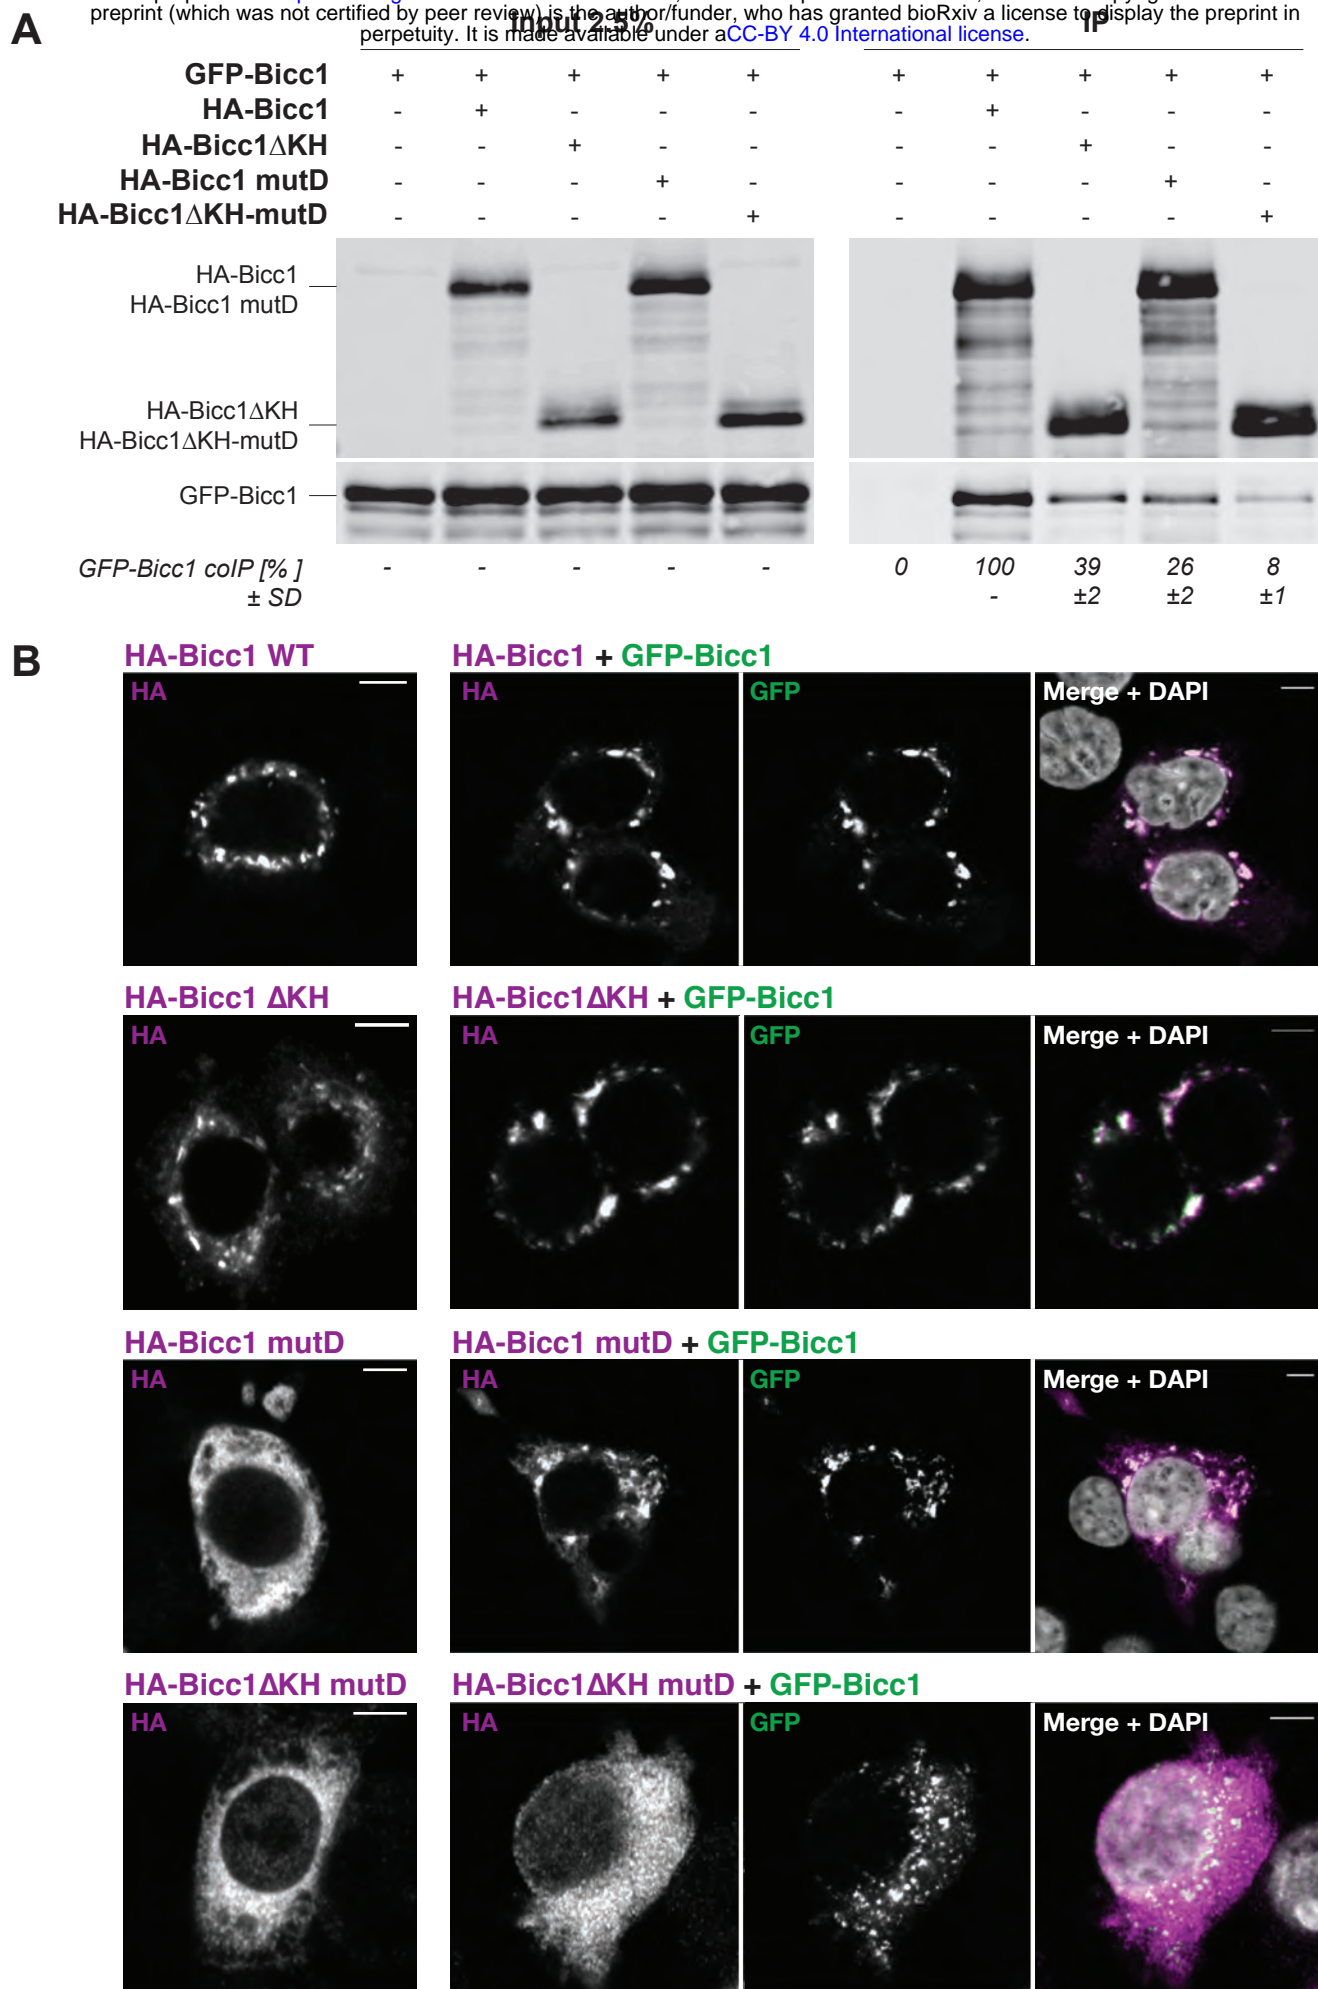 preprint (which was not certified by peer review) is the author/funder, who has granted bioRxiv a license to display the preprint in
perpetuity. It is made available under aCC-BY 4.0 International license.
A
Input 2.5%
IP
GFP-Bicc1 + + + + + + + + + +
HA-Bicc1 - + - - - - + - - -
HA-Bicc1ΔKH - - + - - - - + - -
HA-Bicc1 mutD - - - + - - - - + -
HA-Bicc1ΔKH-mutD - - - - + - - - - +
HA-Bicc1
HA-Bicc1 mutD
HA-Bicc1ΔKH
HA-Bicc1ΔKH-mutD
GFP-Bicc1
GFP-Bicc1 coIP [% ] - - - - - 0 100 39 26 8
± SD - ±2 ±2 ±1
B
HA-Bicc1 WT
HA-Bicc1 + GFP-Bicc1
HA
HA
GFP
Merge + DAPI
HA-Bicc1 ΔKH
HA-Bicc1ΔKH + GFP-Bicc1
HA
HA
GFP
Merge + DAPI
HA-Bicc1 mutD
HA-Bicc1 mutD + GFP-Bicc1
HA
HA
GFP
Merge + DAPI
HA-Bicc1ΔKH mutD
HA-Bicc1ΔKH mutD + GFP-Bicc1
HA
HA
GFP
Merge + DAPI